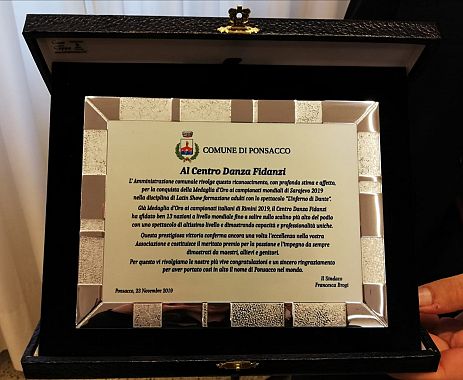 COMUNE DI PONSACCO
Al Centro Danza Fidanzi
L'Amministrazione comunale rivolge questo riconoscimento, con profonda stima e affetto,
per la conquista della Medaglia d'Oro ai campionati mondiali di Sarajevo 2019
nella disciplina di Latin Show formazione adulti con lo spettacolo "L'Inferno di Dante".
Già Medaglia d'Oro ai campionati italiani di Rimini 2019, il Centro Danza Fidanzi
ha sfidato ben 13 nazioni a livello mondiale fino a salire sullo scalino più alto del podio
con uno spettacolo di altissimo livello e dimostrando capacità e professionalità uniche.
Questa prestigiosa vittoria conferma ancora una volta l'eccellenza nella vostra
Associazione e costituisce il meritato premio per la passione e l'impegno da sempre
dimostrati da maestri, allievi e genitori.
Per questo vi rivolgiamo le nostre più vive congratulazioni e un sincero ringraziamento
per aver portato così in alto il nome di Ponsacco nel mondo.
Il Sindaco
Ponsacco, 23 Novembre 2019
Francesca Brogi